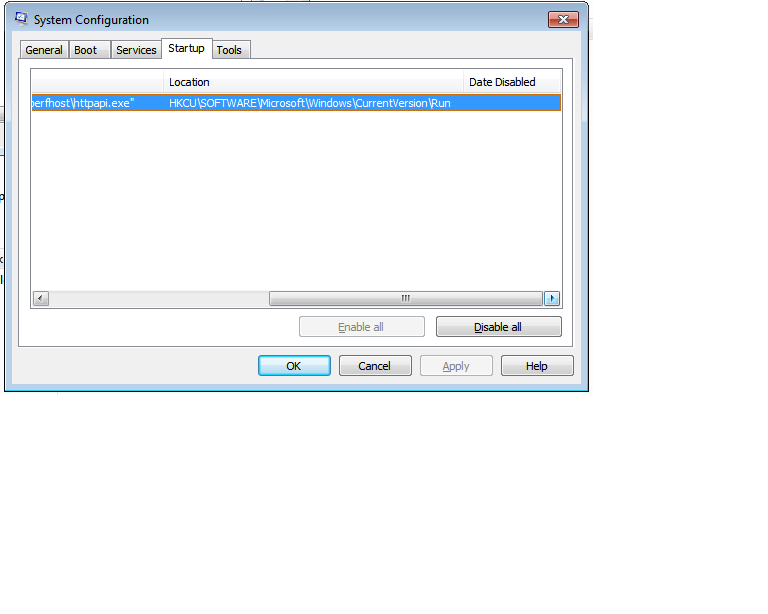 System Configuration
General Boot Services Startup Tools
Location Date Disabled
perfhost\httpapi.exe" HKCU\SOFTWARE\Microsoft\Windows\CurrentVersion\Run
Enable all Disable all
OK Cancel Apply Help